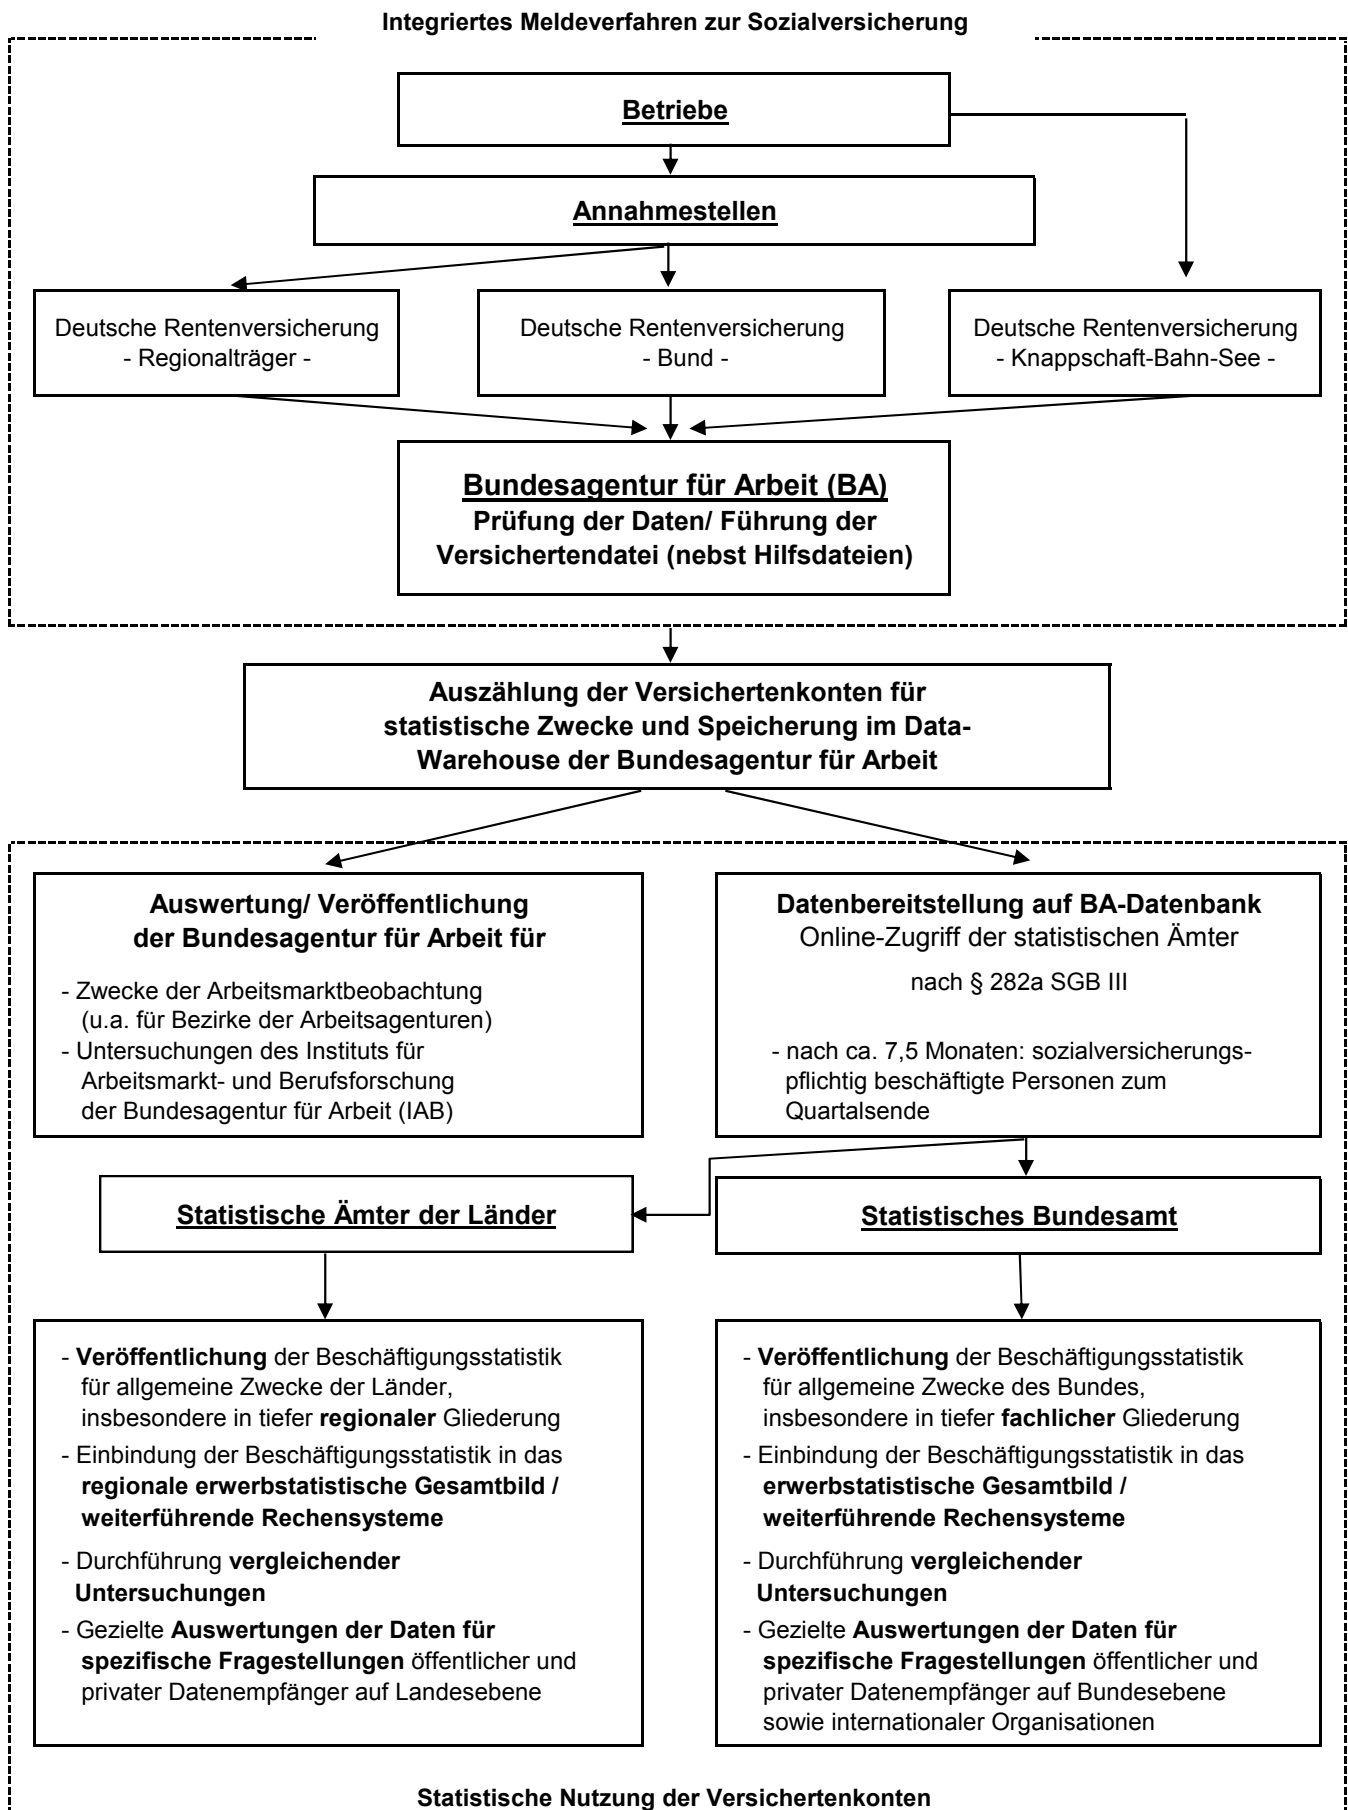 Integriertes Meldeverfahren zur Sozialversicherung
Betriebe
Annahmestellen
Deutsche Rentenversicherung
- Regionalträger -
Deutsche Rentenversicherung
- Bund -
Deutsche Rentenversicherung
- Knappschaft-Bahn-See -
Bundesagentur für Arbeit (BA)
Prüfung der Daten/ Führung der
Versichertendatei (nebst Hilfsdateien)
Auszählung der Versichertenkonten für
statistische Zwecke und Speicherung im Data-
Warehouse der Bundesagentur für Arbeit
Auswertung/ Veröffentlichung
der Bundesagentur für Arbeit für
- Zwecke der Arbeitsmarktbeobachtung
(u.a. für Bezirke der Arbeitsagenturen)
- Untersuchungen des Instituts für
Arbeitsmarkt- und Berufsforschung
der Bundesagentur für Arbeit (IAB)
Datenbereitstellung auf BA-Datenbank
Online-Zugriff der statistischen Ämter
nach § 282a SGB III
- nach ca. 7,5 Monaten: sozialversicherungs-
pflichtig beschäftigte Personen zum
Quartalsende
Statistische Ämter der Länder
Statistisches Bundesamt
- Veröffentlichung der Beschäftigungsstatistik
für allgemeine Zwecke der Länder,
insbesondere in tiefer regionaler Gliederung
- Einbindung der Beschäftigungsstatistik in das
regionale erwerbstatistische Gesamtbild /
weiterführende Rechensysteme
- Durchführung vergleichender
Untersuchungen
- Gezielte Auswertungen der Daten für
spezifische Fragestellungen öffentlicher und
privater Datenempfänger auf Landesebene
- Veröffentlichung der Beschäftigungsstatistik
für allgemeine Zwecke des Bundes,
insbesondere in tiefer fachlicher Gliederung
- Einbindung der Beschäftigungsstatistik in das
erwerbstatistische Gesamtbild /
weiterführende Rechensysteme
- Durchführung vergleichender
Untersuchungen
- Gezielte Auswertungen der Daten für
spezifische Fragestellungen öffentlicher und
privater Datenempfänger auf Bundesebene
sowie internationaler Organisationen
Statistische Nutzung der Versichertenkonten